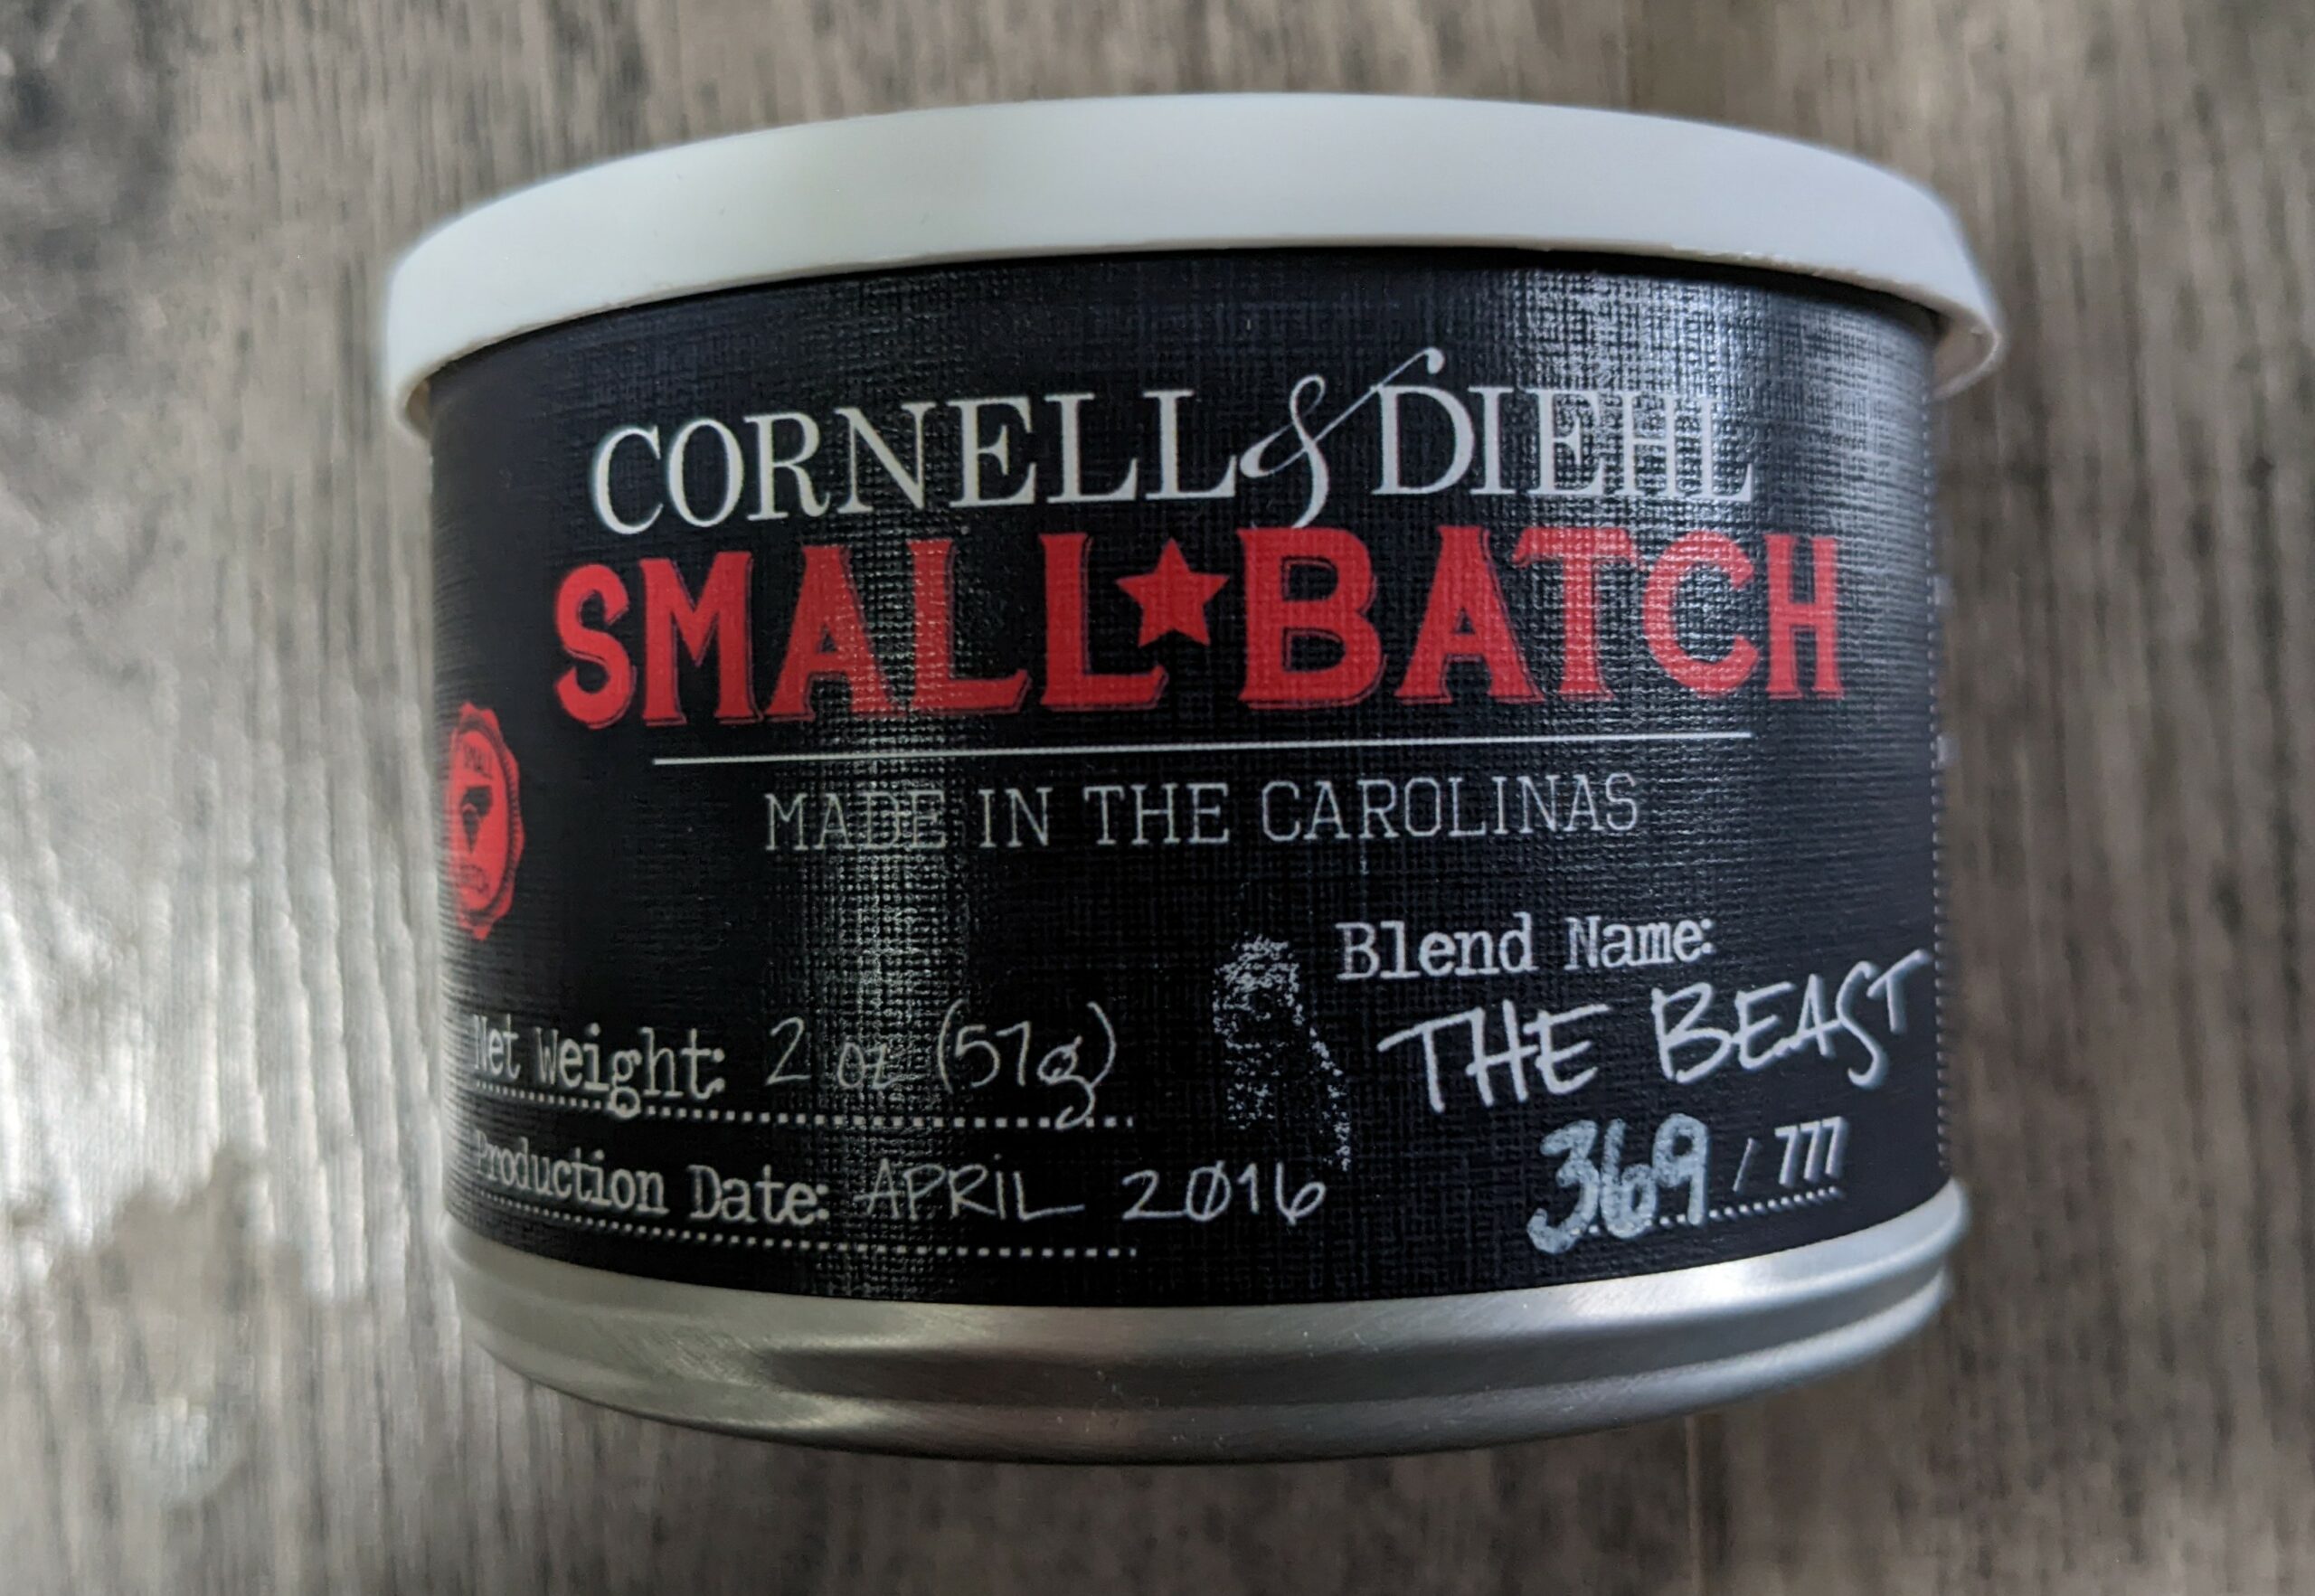 CORNELL & DIEHL
SMALL★BATCH
MADE IN THE CAROLINAS
SMALL
Blend Name:
THE BEAST
369 / 777
Net Weight: 2 oz (57g)
Production Date: APRIL 2016